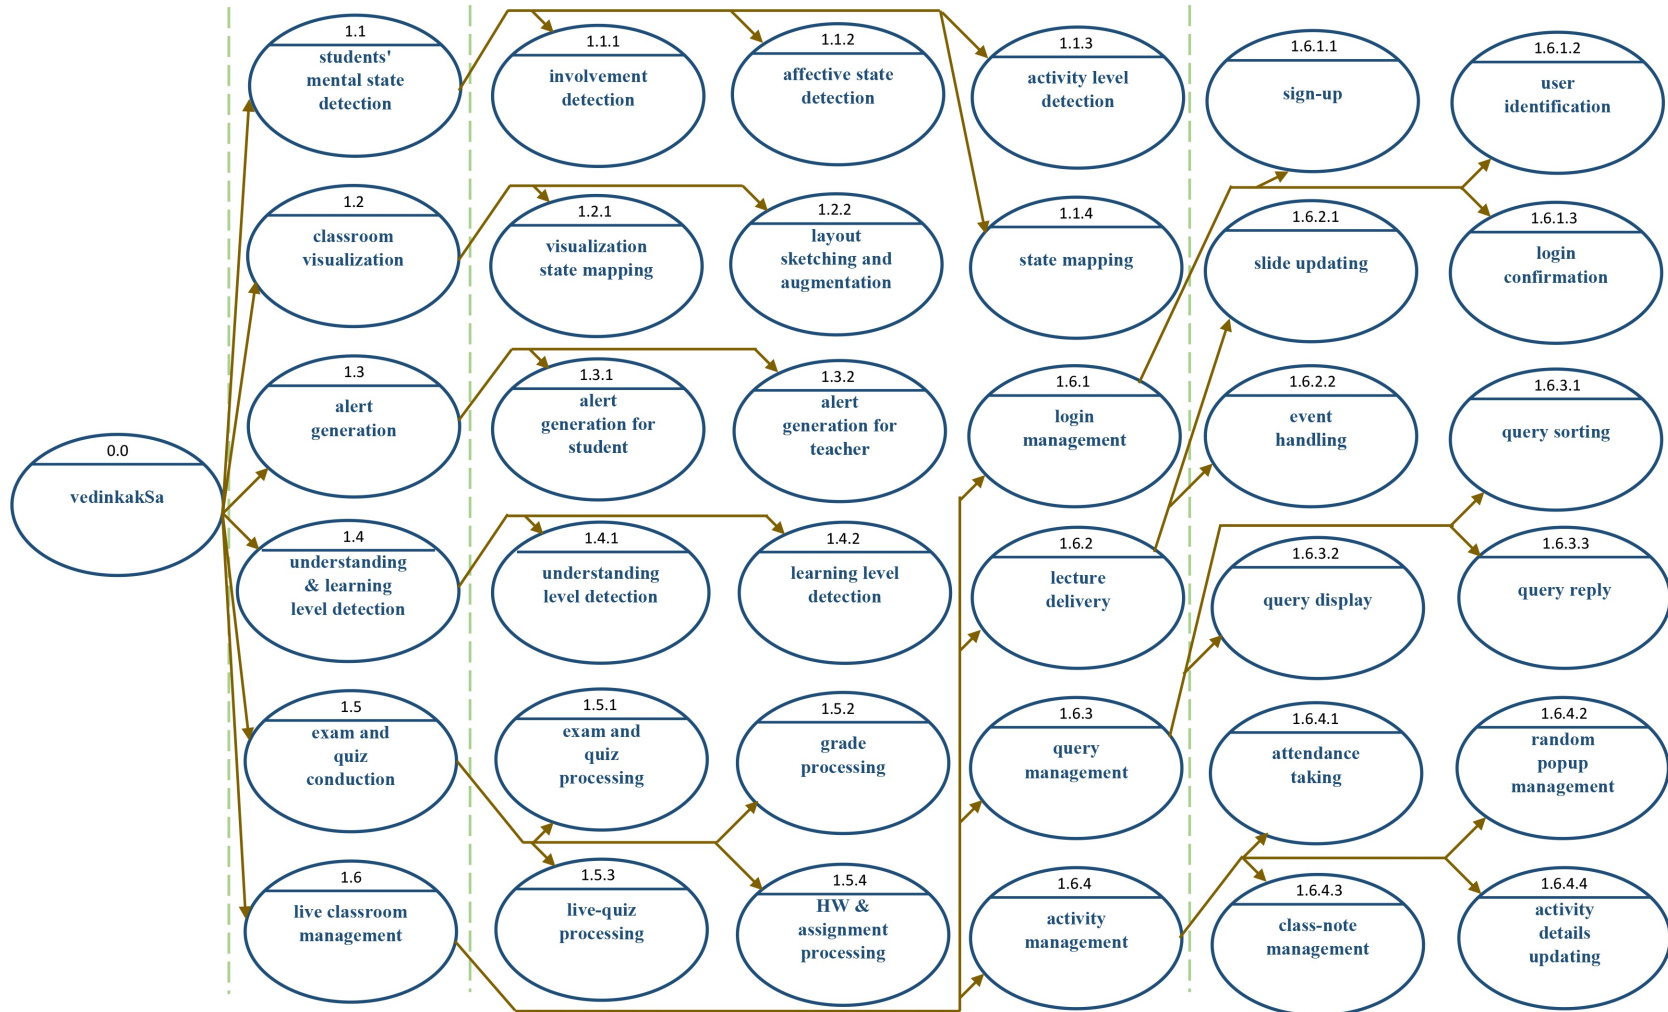 0.0
vedinkakSa
1.1
students'
mental state
detection
1.2
classroom
visualization
1.3
alert
generation
1.4
understanding
& learning
level detection
1.5
exam and
quiz
conduction
1.6
live classroom
management
1.1.1
involvement
detection
1.1.2
affective state
detection
1.1.3
activity level
detection
1.1.4
state mapping
1.2.1
visualization
state mapping
1.2.2
layout
sketching and
augmentation
1.3.1
alert
generation for
student
1.3.2
alert
generation for
teacher
1.4.1
understanding
level detection
1.4.2
learning level
detection
1.5.1
exam and
quiz
processing
1.5.2
grade
processing
1.5.3
live-quiz
processing
1.5.4
HW &
assignment
processing
1.6.1
login
management
1.6.2
lecture
delivery
1.6.3
query
management
1.6.4
activity
management
1.6.1.1
sign-up
1.6.1.2
user
identification
1.6.1.3
login
confirmation
1.6.2.1
slide updating
1.6.2.2
event
handling
1.6.3.1
query sorting
1.6.3.2
query display
1.6.3.3
query reply
1.6.4.1
attendance
taking
1.6.4.2
random
popup
management
1.6.4.3
class-note
management
1.6.4.4
activity
details
updating